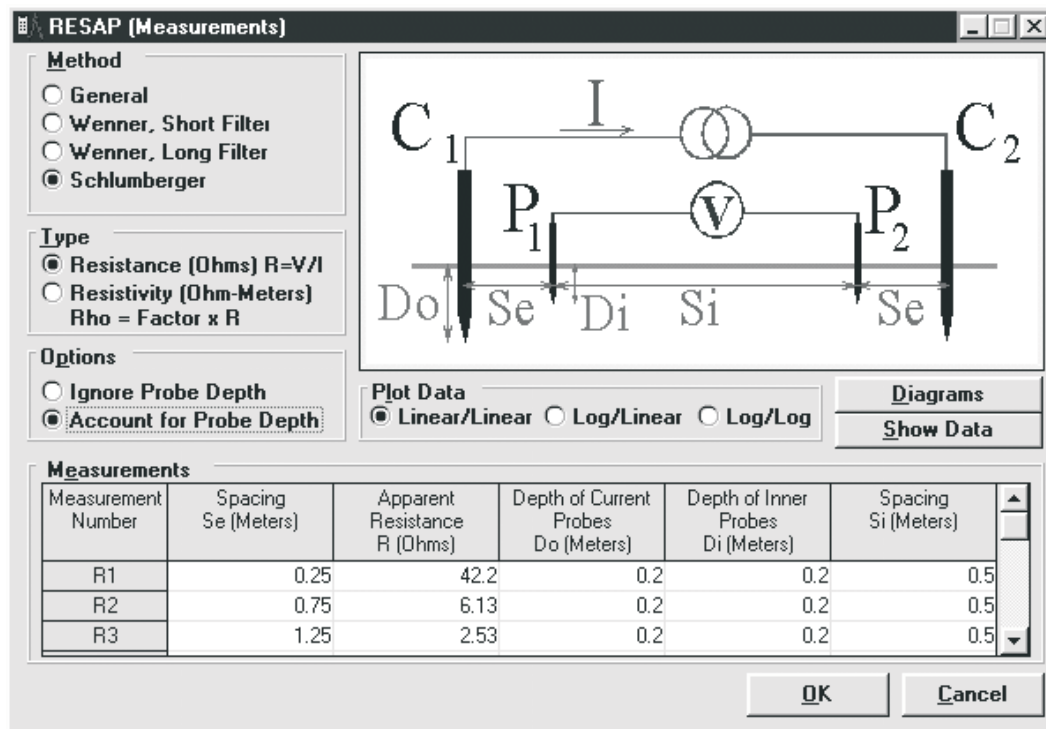 RESAP (Measurements)
Method
General
Wenner, Short Filter
Wenner, Long Filter
Schlumberger
Type
Resistance (Ohms) R=V/I
Resistivity (Ohm-Meters)
Rho = Factor x R
Options
Ignore Probe Depth
Account for Probe Depth
C1 I C2
P1 V P2
Do Se Di Si Se
Plot Data
Linear/Linear Log/Linear Log/Log
Diagrams
Show Data
Measurements
Measurement Number Spacing Se (Meters) Apparent Resistance R (Ohms) Depth of Current Probes Do (Meters) Depth of Inner Probes Di (Meters) Spacing Si (Meters)
R1 0.25 42.2 0.2 0.2 0.5
R2 0.75 6.13 0.2 0.2 0.5
R3 1.25 2.53 0.2 0.2 0.5
OK Cancel